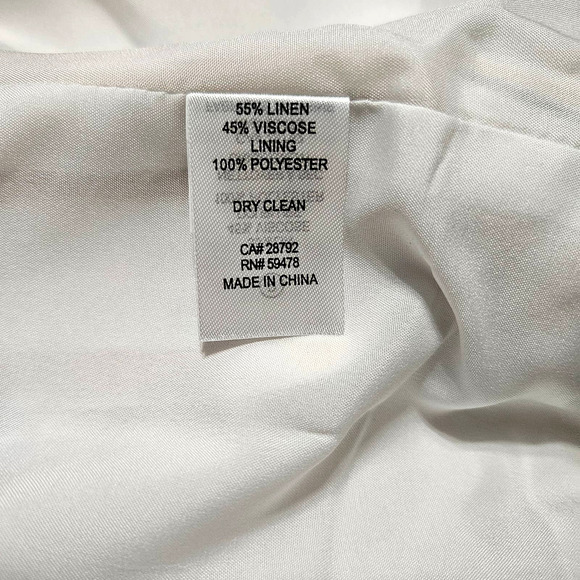 55% LINEN
45% VISCOSE
LINING
100% POLYESTER
DRY CLEAN
CA# 28792
RN# 59478
MADE IN CHINA